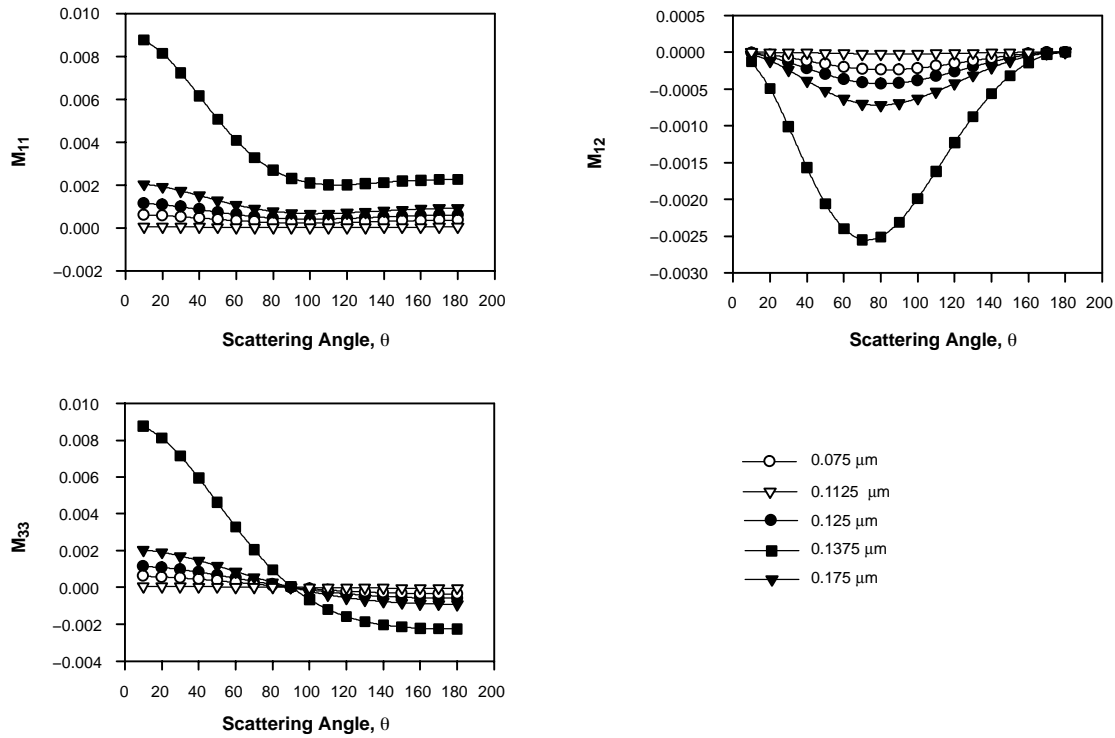 0.010
0.008
0.006
0.004
0.002
0.000
−0.002
M11
0 20 40 60 80 100 120 140 160 180 200
Scattering Angle, θ
0.0005
0.0000
−0.0005
−0.0010
−0.0015
−0.0020
−0.0025
−0.0030
M12
0 20 40 60 80 100 120 140 160 180 200
Scattering Angle, θ
0.010
0.008
0.006
0.004
0.002
0.000
−0.002
−0.004
M33
0 20 40 60 80 100 120 140 160 180 200
Scattering Angle, θ
0.075 μm
0.1125 μm
0.125 μm
0.1375 μm
0.175 μm